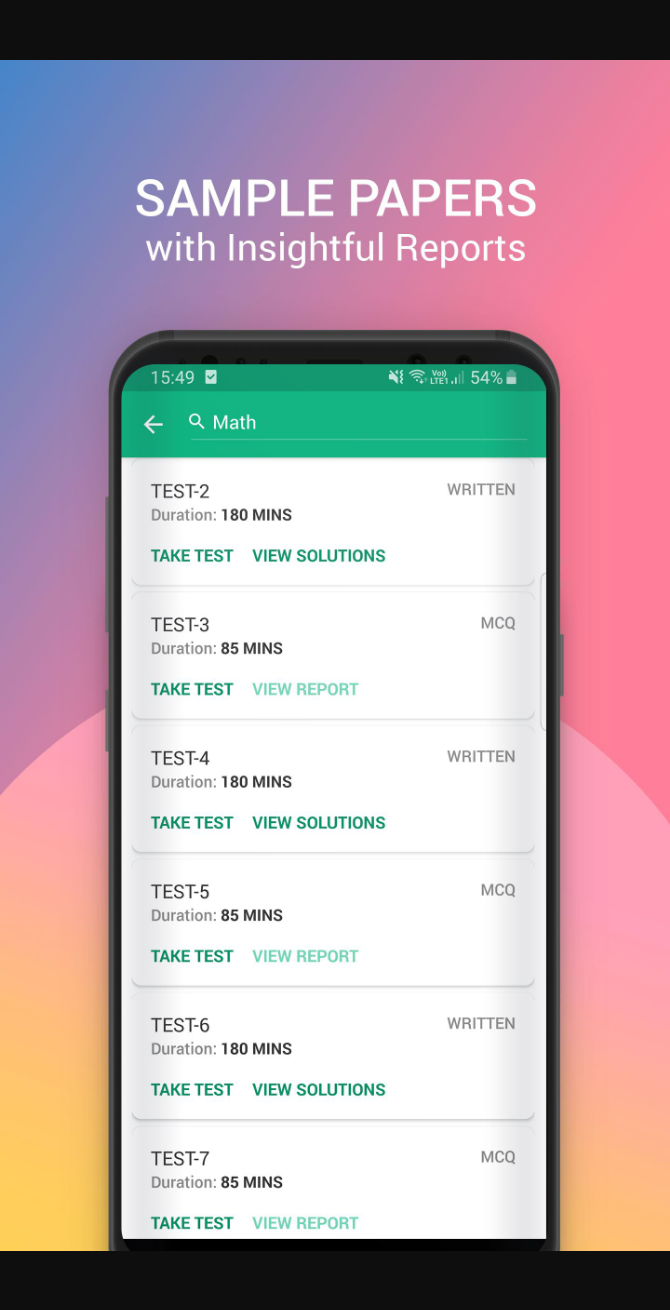 SAMPLE PAPERS
with Insightful Reports
15:49 Vo)) LTE1 54%
Math
TEST-2 WRITTEN
Duration: 180 MINS
TAKE TEST VIEW SOLUTIONS
TEST-3 MCQ
Duration: 85 MINS
TAKE TEST VIEW REPORT
TEST-4 WRITTEN
Duration: 180 MINS
TAKE TEST VIEW SOLUTIONS
TEST-5 MCQ
Duration: 85 MINS
TAKE TEST VIEW REPORT
TEST-6 WRITTEN
Duration: 180 MINS
TAKE TEST VIEW SOLUTIONS
TEST-7 MCQ
Duration: 85 MINS
TAKE TEST VIEW REPORT